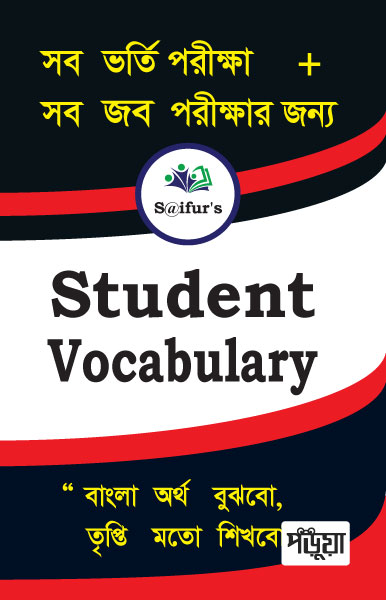 সব ভর্তি পরীক্ষা +
সব জব পরীক্ষার জন্য
S@ifur's
Student
Vocabulary
“ বাংলা অর্থ বুঝবো,
তৃপ্তি মতো শিখবো
পড়ুয়া